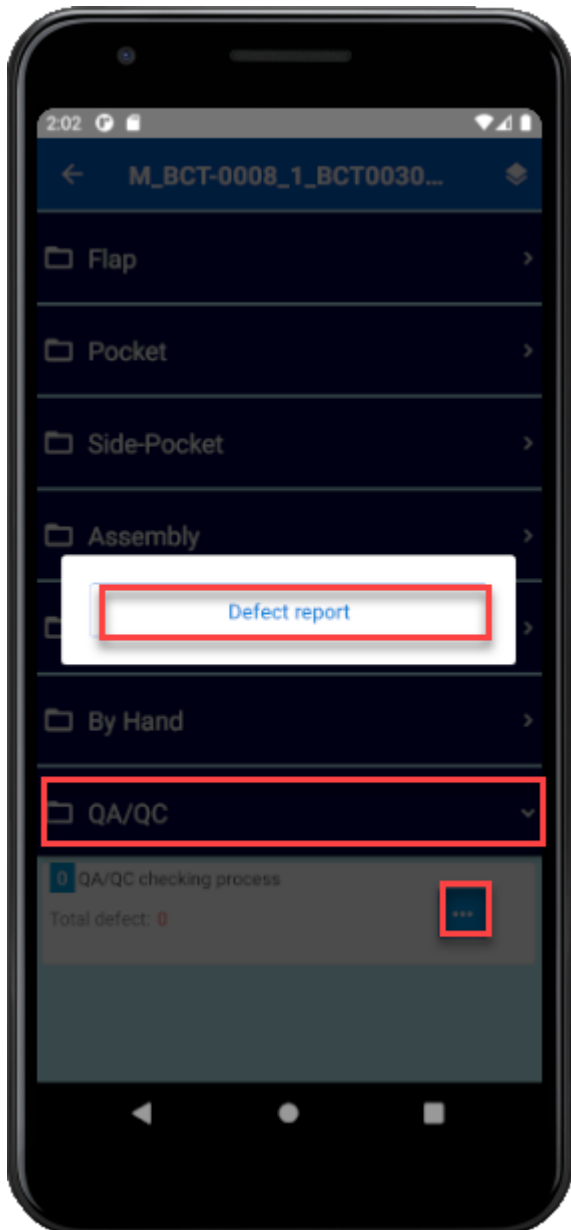 2:02
M_BCT-0008_1_BCT0030...
Flap
Pocket
Side-Pocket
Assembly
Defect report
By Hand
QA/QC
0 QA/QC checking process
Total defect: 0